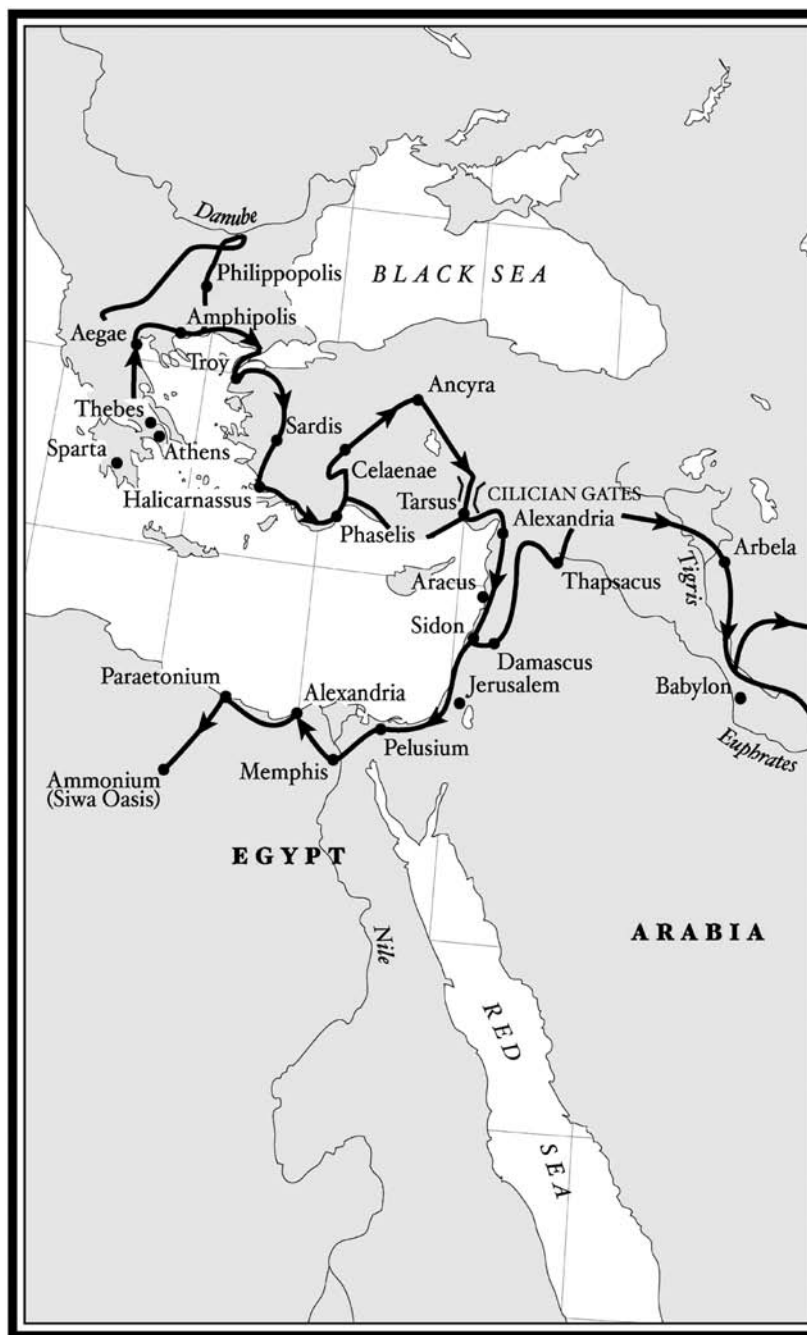 Danube
Philippopolis
BLACK SEA
Amphipolis
Aegae
Troy
Ancyra
Thebes
Sardis
Sparta
Athens
Celaenae
Halicarnassus
Tarsus
CILICIAN GATES
Alexandria
Phaselis
Arbela
Aracus
Thapsacus
Tigris
Sidon
Damascus
Paraetonium
Alexandria
Jerusalem
Babylon
Pelusium
Euphrates
Memphis
Ammonium
(Siwa Oasis)
EGYPT
ARABIA
Nile
RED
SEA